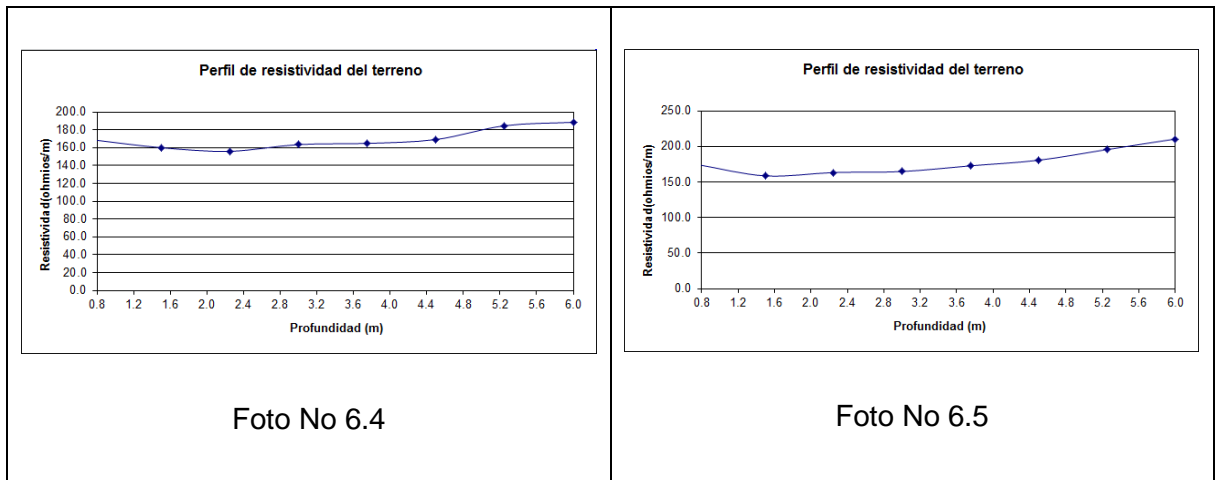 Perfil de resistividad del terreno
Resistividad(ohmios/m)
200.0
180.0
160.0
140.0
120.0
100.0
80.0
60.0
40.0
20.0
0.0
0.8 1.2 1.6 2.0 2.4 2.8 3.2 3.6 4.0 4.4 4.8 5.2 5.6 6.0
Profundidad (m)
Foto No 6.4
Perfil de resistividad del terreno
Resistividad(ohmios/m)
250.0
200.0
150.0
100.0
50.0
0.0
0.8 1.2 1.6 2.0 2.4 2.8 3.2 3.6 4.0 4.4 4.8 5.2 5.6 6.0
Profundidad (m)
Foto No 6.5